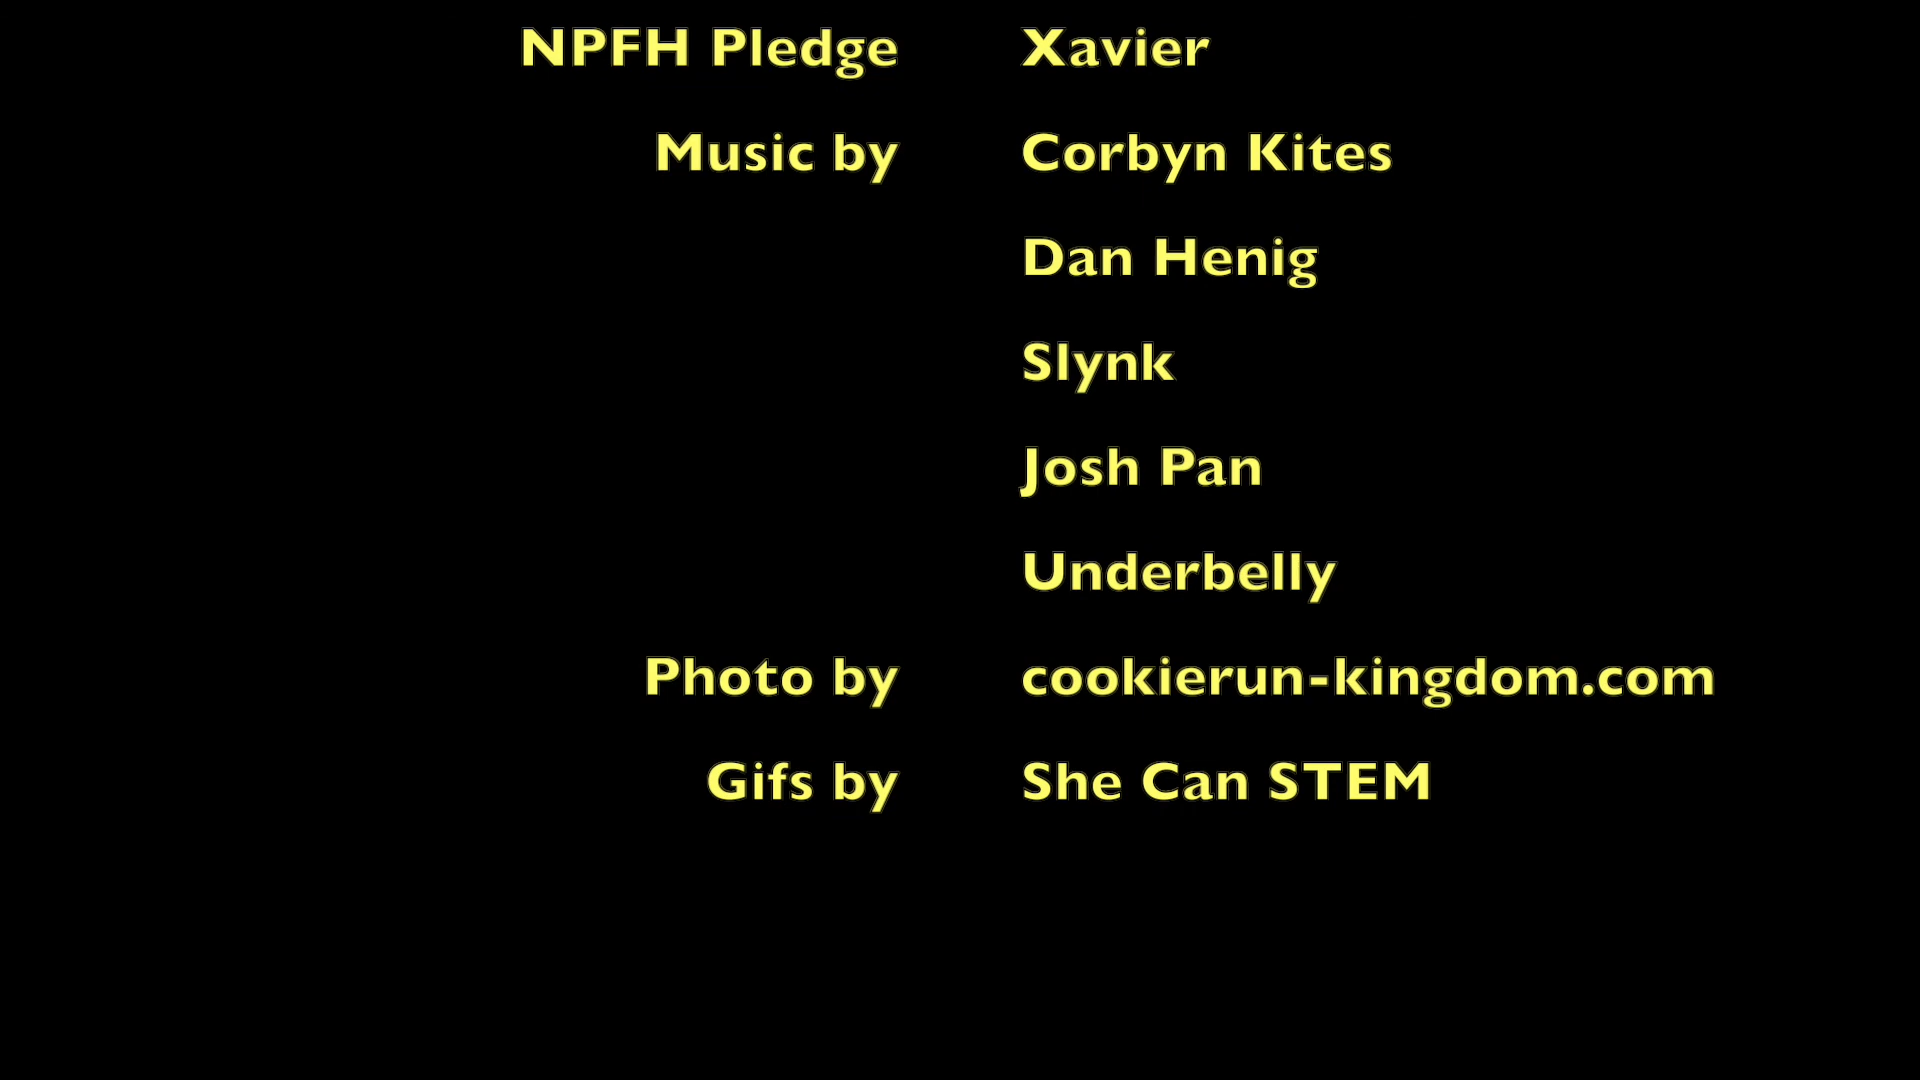 NPFH Pledge Xavier
Music by Corbyn Kites
Dan Henig
Slynk
Josh Pan
Underbelly
Photo by cookierun-kingdom.com
Gifs by She Can STEM